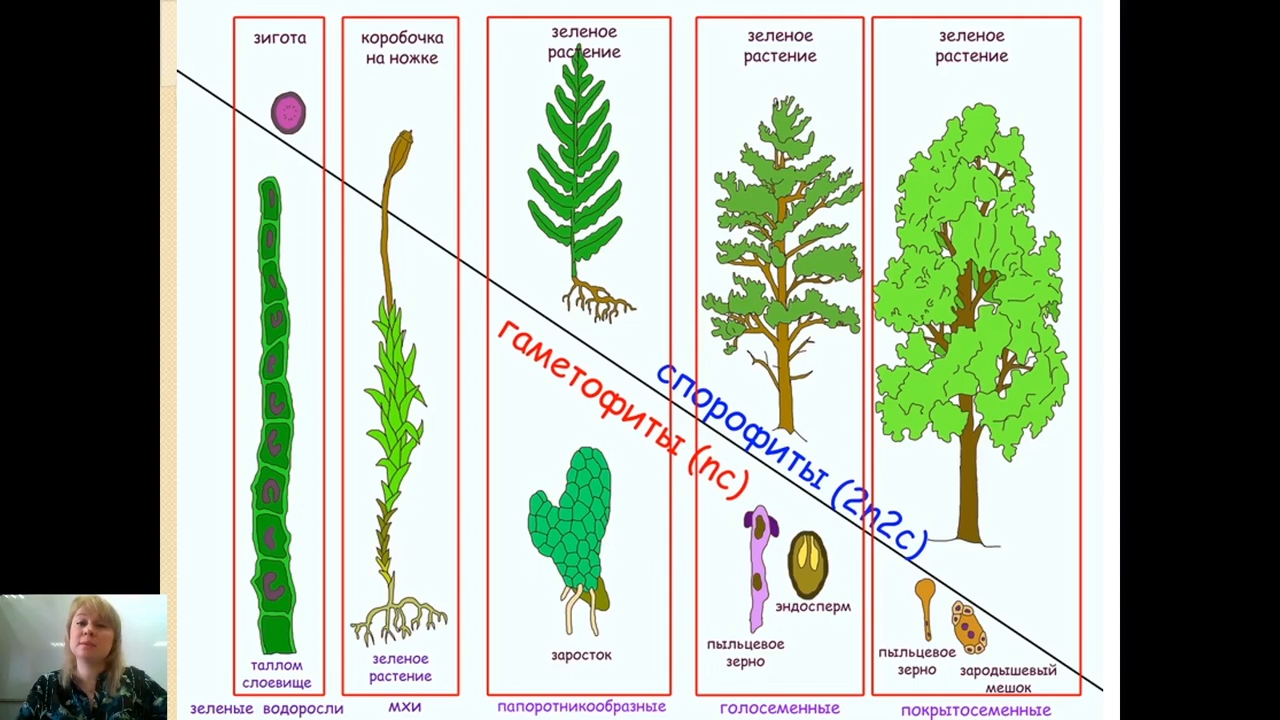 зигота
коробочка
на ножке
зеленое
растение
зеленое
растение
зеленое
растение
гаметофиты (nc)
спорофиты (2n2c)
эндосперм
таллом
слоевище
зеленое
растение
заросток
пыльцевое
зерно
пыльцевое
зерно
зародышевый
мешок
зеленые водоросли
мхи
папоротникообразные
голосеменные
покрытосеменные